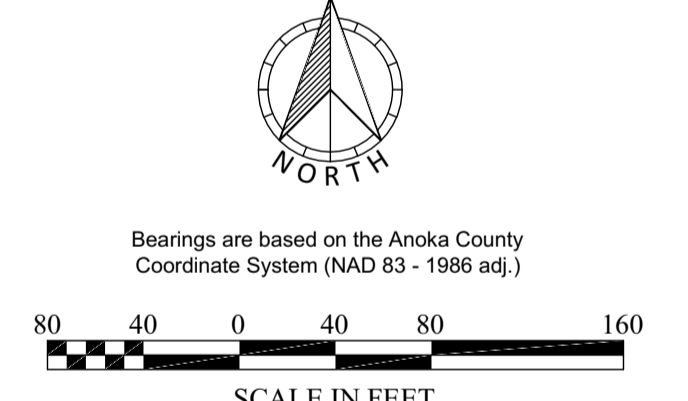 NORTH
Bearings are based on the Anoka County
Coordinate System (NAD 83 - 1986 adj.)
80 40 0 40 80 160
SCALE IN FEET